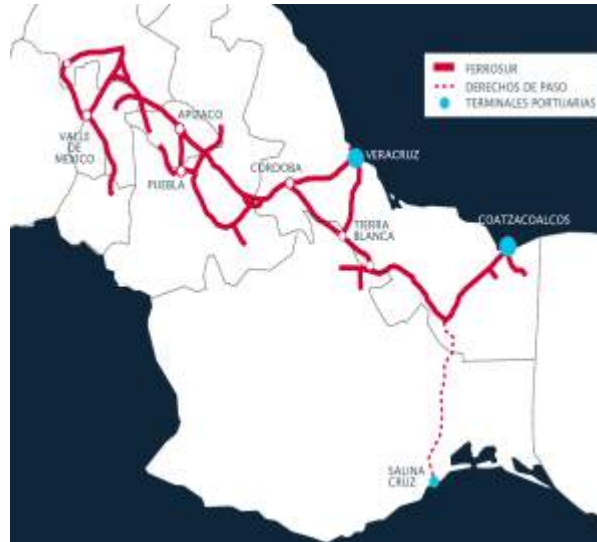 FERROSUR
DERECHOS DE PASO
TERMINALES PORTUARIAS
APIZACO
VALLE
DE
MÉXICO
PUEBLA
CÓRDOBA
VERACRUZ
TIERRA
BLANCA
COATZACOALCOS
SALINA
CRUZ